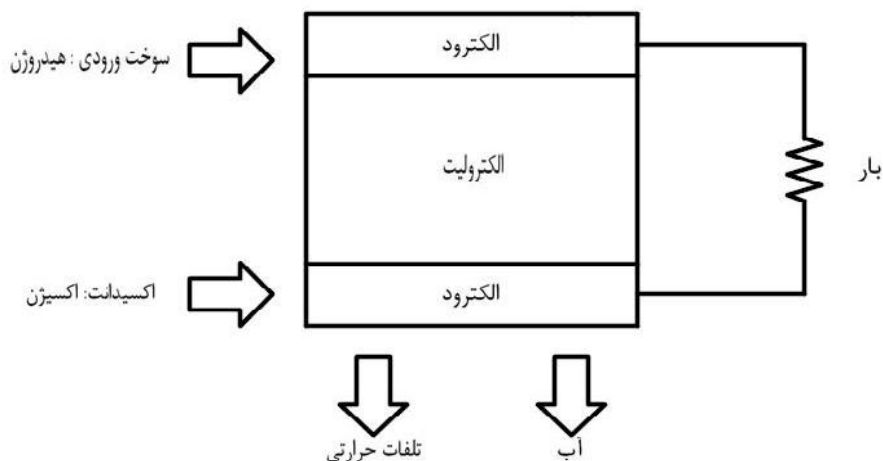 الکترود
سوخت ورودی : هیدروژن
الکترولیت
بار
الکترود
اکسیدانت: اکسیژن
آب
تلفات حرارتی